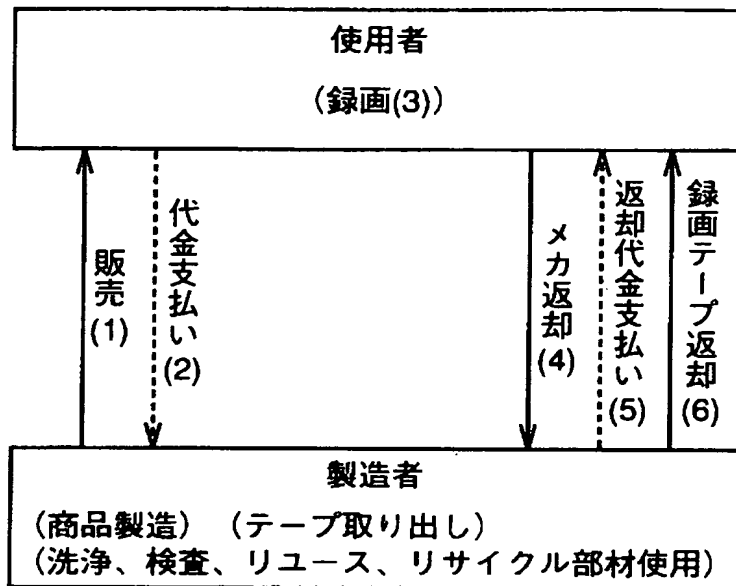 使用者
（録画(3)）
販売
(1)
代金支払い
(2)
メカ返却
(4)
返却代金支払い
(5)
録画テープ返却
(6)
製造者
（商品製造）（テープ取り出し）
（洗浄、検査、リユース、リサイクル部材使用）